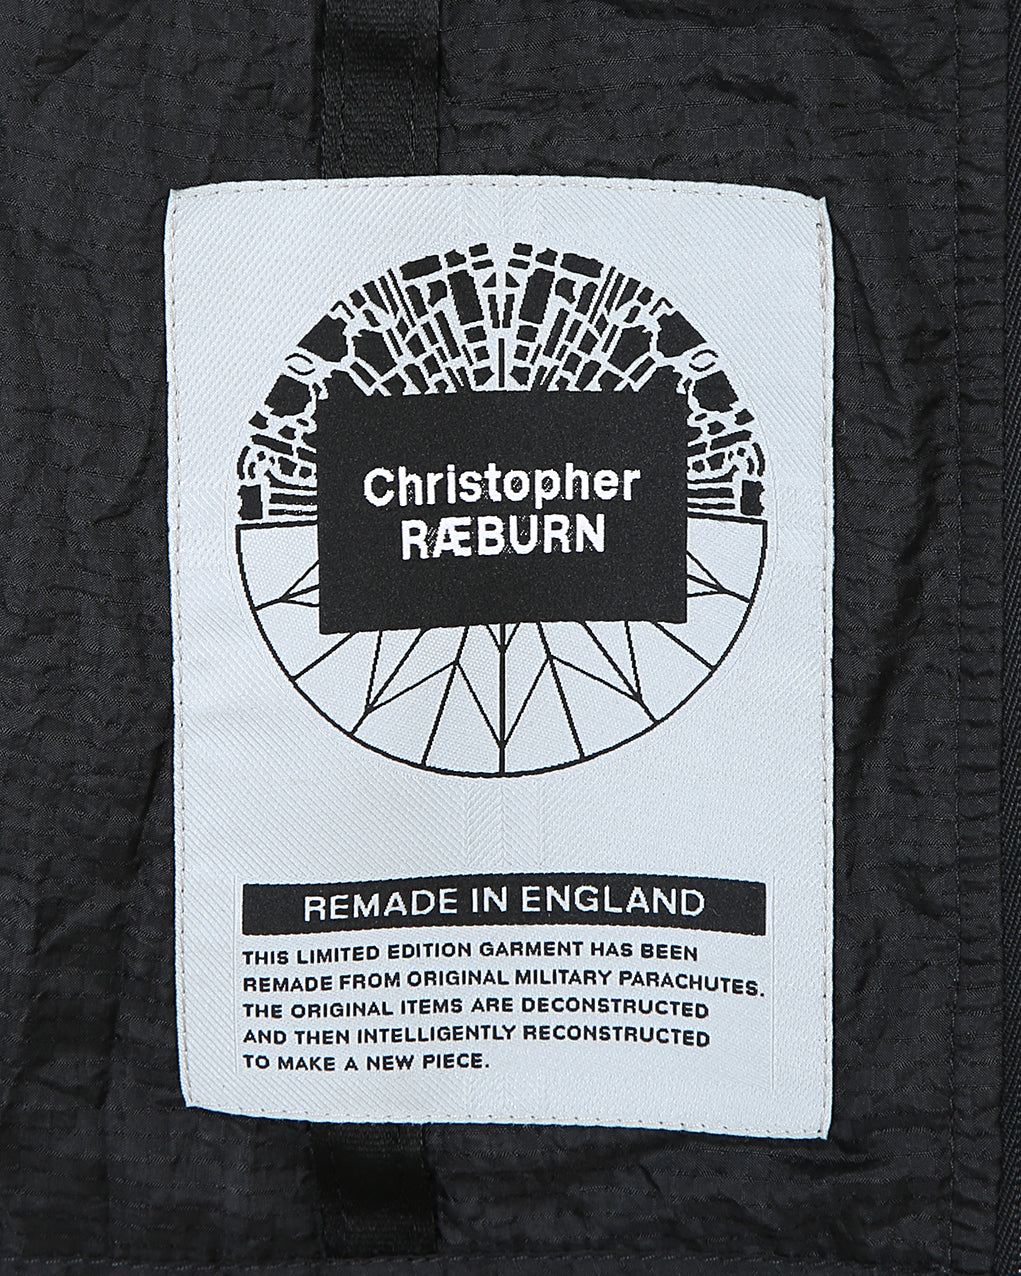 Christopher
RÆBURN
REMADE IN ENGLAND
THIS LIMITED EDITION GARMENT HAS BEEN
REMADE FROM ORIGINAL MILITARY PARACHUTES.
THE ORIGINAL ITEMS ARE DECONSTRUCTED
AND THEN INTELLIGENTLY RECONSTRUCTED
TO MAKE A NEW PIECE.